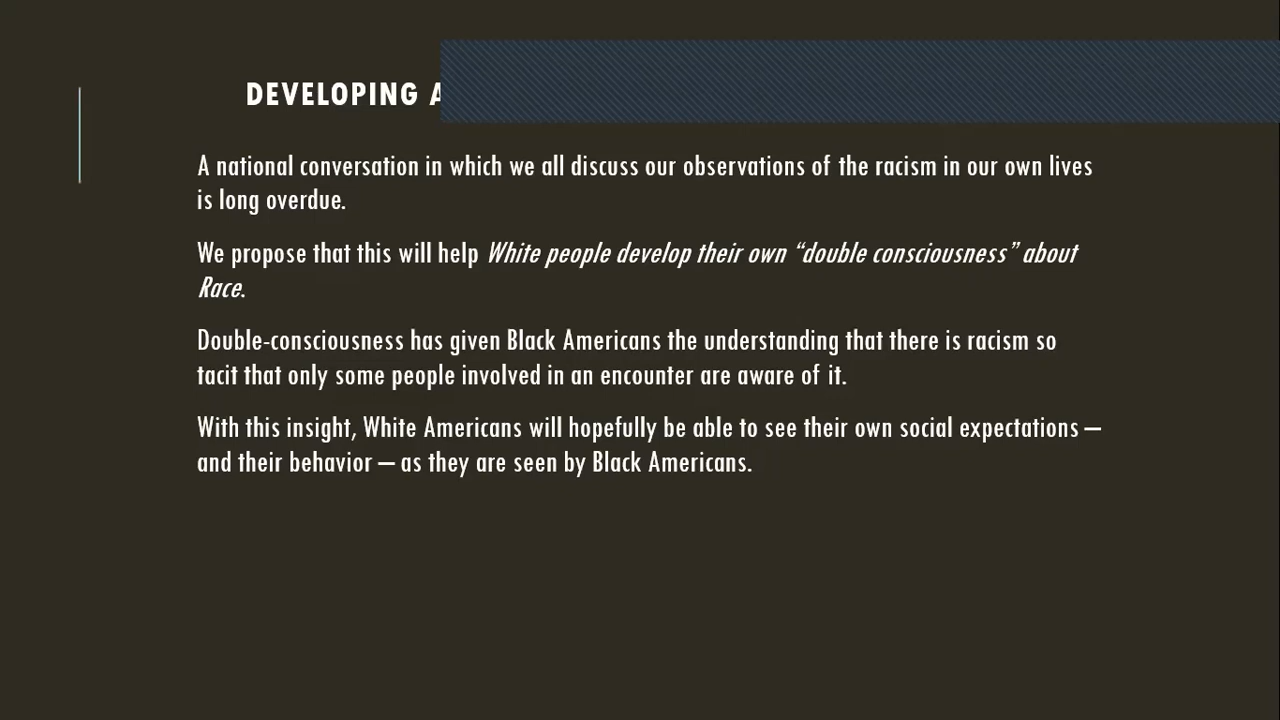 DEVELOPING A
A national conversation in which we all discuss our observations of the racism in our own lives
is long overdue.
We propose that this will help White people develop their own “double consciousness” about
Race.
Double-consciousness has given Black Americans the understanding that there is racism so
tacit that only some people involved in an encounter are aware of it.
With this insight, White Americans will hopefully be able to see their own social expectations –
and their behavior – as they are seen by Black Americans.